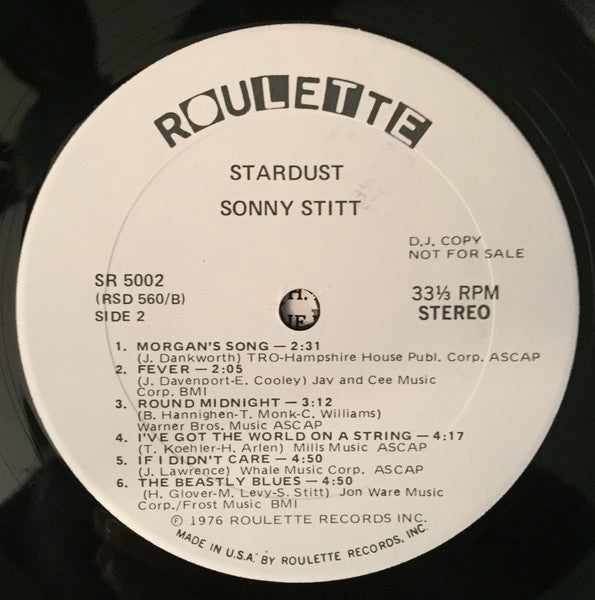 ROULETTE
STARDUST
SONNY STITT
D.J. COPY
NOT FOR SALE
SR 5002
(RSD 560/B)
SIDE 2
33⅓ RPM
STEREO
1. MORGAN'S SONG — 2:31
(J. Dankworth) TRO-Hampshire House Publ. Corp. ASCAP
2. FEVER — 2:05
(J. Davenport-E. Cooley) Jay and Cee Music
Corp. BMI
3. ROUND MIDNIGHT — 3:12
(B. Hannighen-T. Monk-C. Williams)
Warner Bros. Music ASCAP
4. I'VE GOT THE WORLD ON A STRING — 4:17
(T. Koehler-H. Arlen) Mills Music ASCAP
5. IF I DIDN'T CARE — 4:50
(J. Lawrence) Whale Music Corp. ASCAP
6. THE BEASTLY BLUES — 4:50
(H. Glover-M. Levy-S. Stitt) Jon Ware Music
Corp./Frost Music BMI
℗ 1976 ROULETTE RECORDS INC.
MADE IN U.S.A. BY ROULETTE RECORDS, INC.